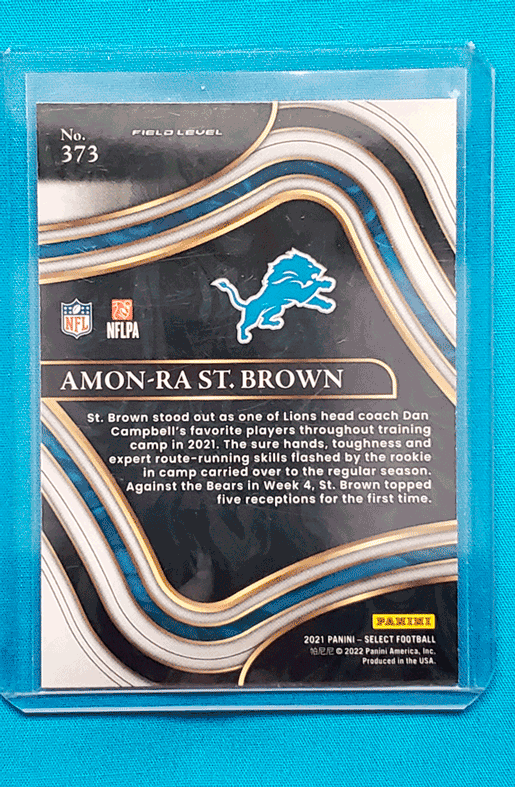 No.
373
FIELD LEVEL
NFL
NFLPA
AMON-RA ST. BROWN
St. Brown stood out as one of Lions head coach Dan
Campbell's favorite players throughout training
camp in 2021. The sure hands, toughness and
expert route-running skills flashed by the rookie
in camp carried over to the regular season.
Against the Bears in Week 4, St. Brown topped
five receptions for the first time.
PANINI
2021 PANINI – SELECT FOOTBALL
帕尼尼 © 2022 Panini America, Inc.
Produced in the USA.